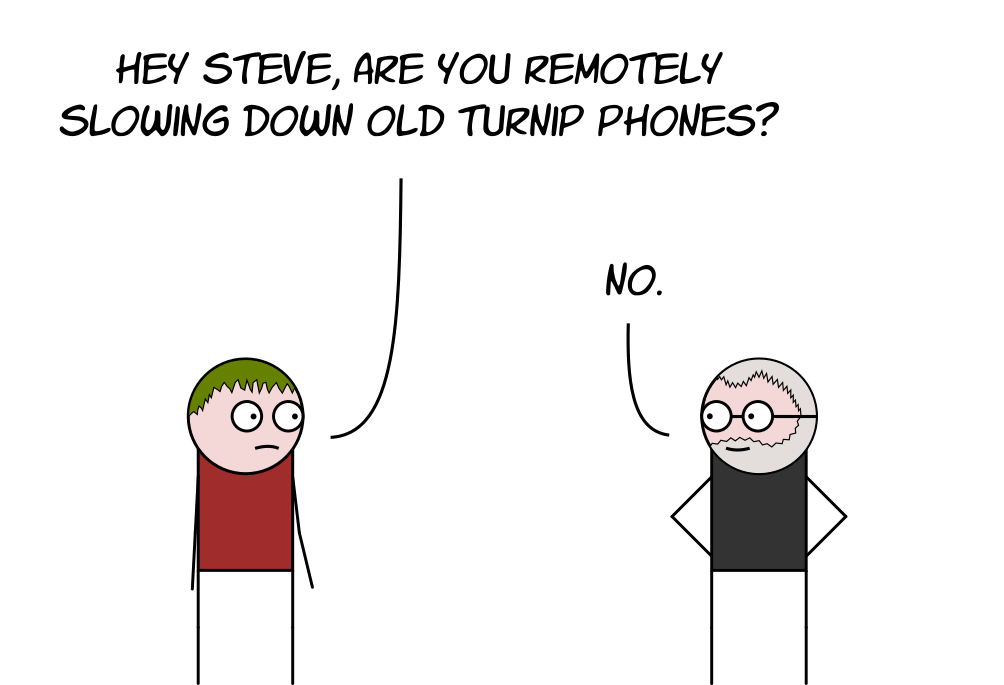 HEY STEVE, ARE YOU REMOTELY
SLOWING DOWN OLD TURNIP PHONES?
NO.